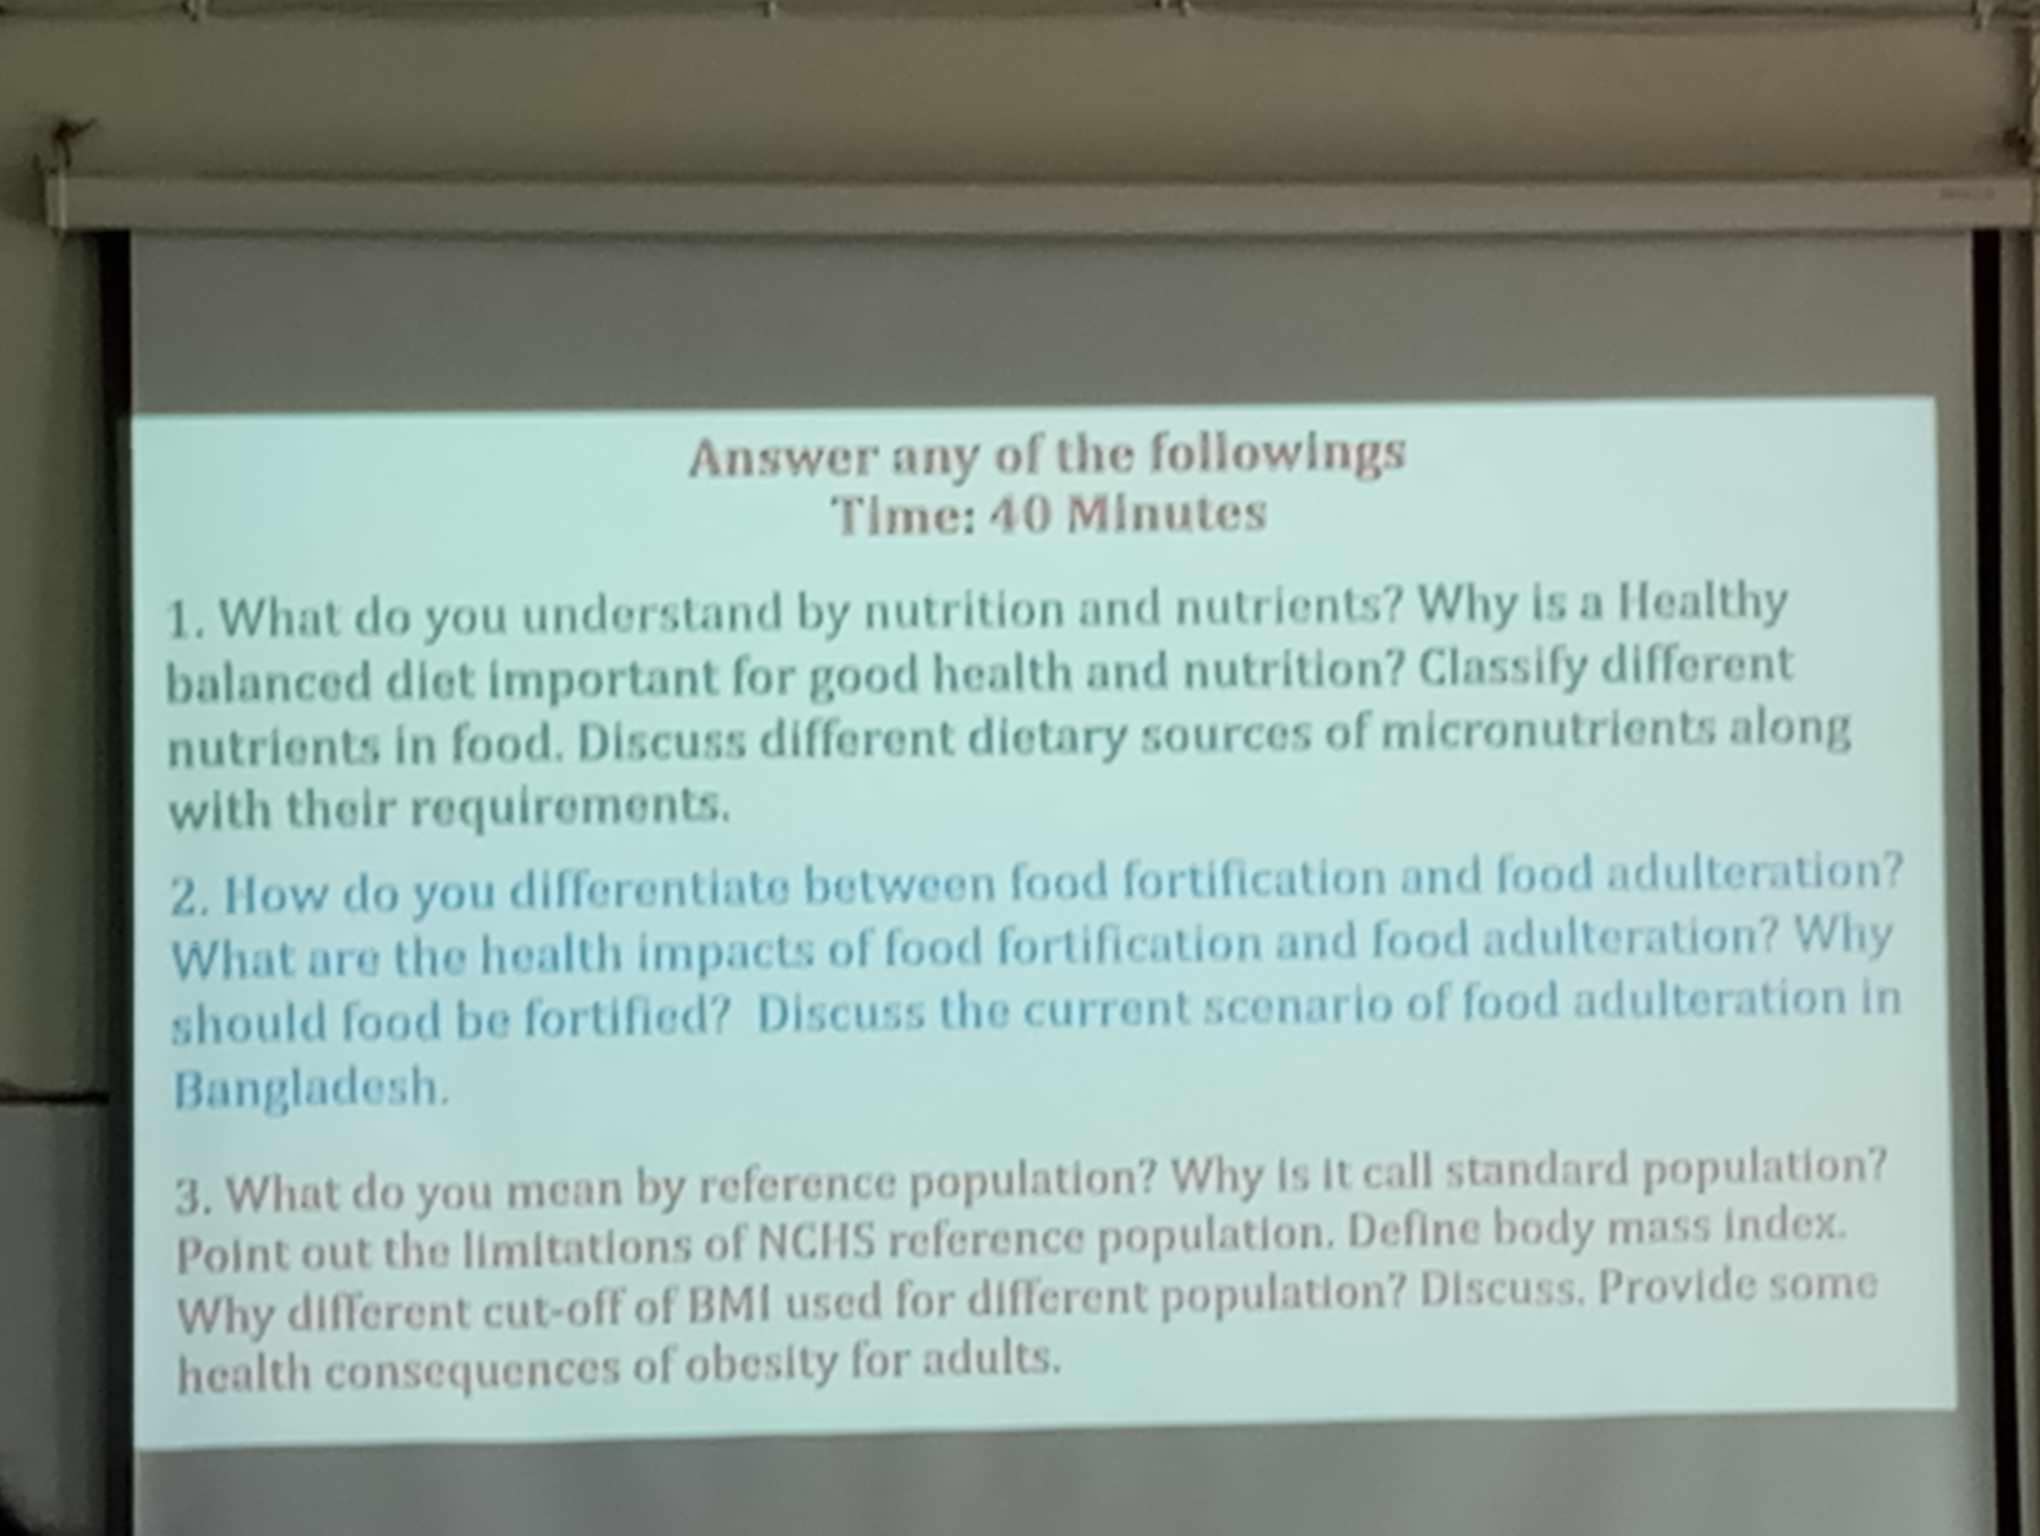 Answer any of the followings
Time: 40 Minutes
1. What do you understand by nutrition and nutrients? Why is a Healthy
balanced diet important for good health and nutrition? Classify different
nutrients in food. Discuss different dietary sources of micronutrients along
with their requirements.
2. How do you differentiate between food fortification and food adulteration?
What are the health impacts of food fortification and food adulteration? Why
should food be fortified? Discuss the current scenario of food adulteration in
Bangladesh.
3. What do you mean by reference population? Why is it call standard population?
Point out the limitations of NCHS reference population. Define body mass index.
Why different cut-off of BMI used for different population? Discuss. Provide some
health consequences of obesity for adults.